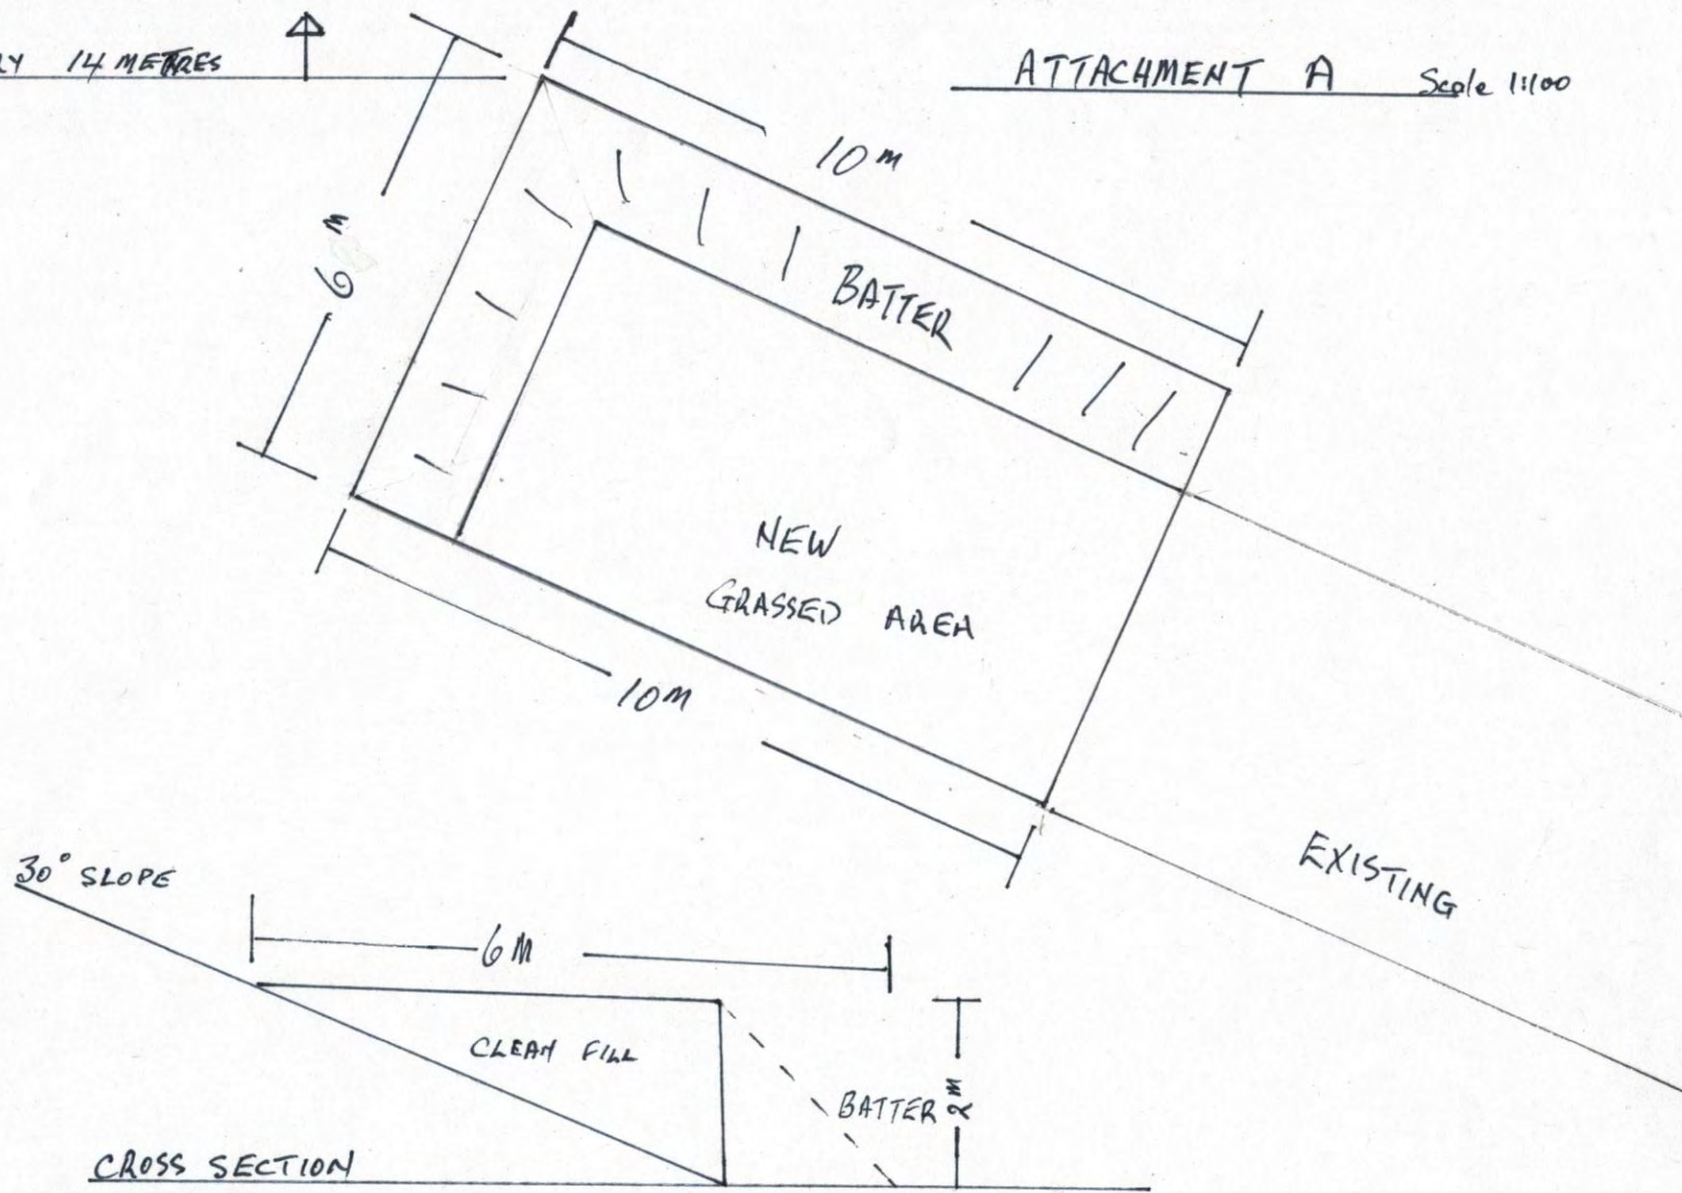 14 METRES
ATTACHMENT A Scale 1:100
10M
6M
BATTER
NEW
GRASSED AREA
10M
EXISTING
30° SLOPE
6M
CLEAN FILL
BATTER
2M
CROSS SECTION